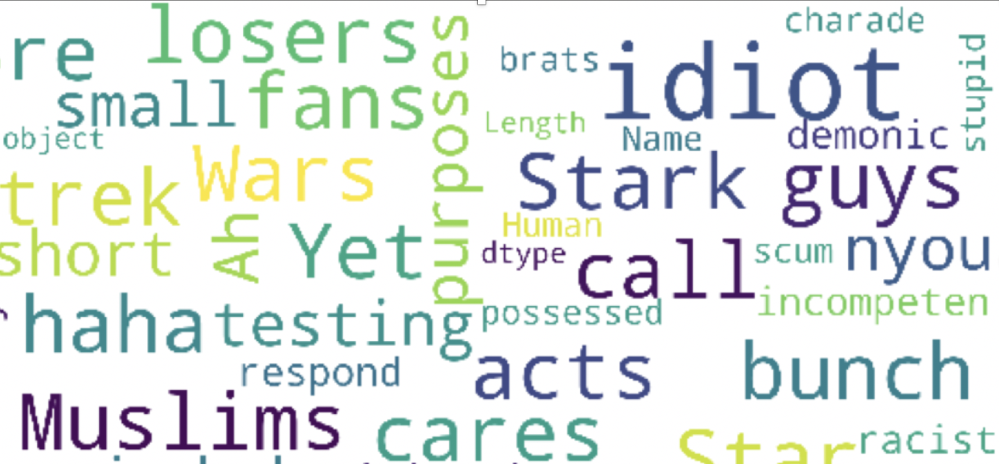 re
losers
purposes
charade
brats
idiot
stupid
small
fans
Length
object
Name
demonic
Wars
Stark
guys
trek
Human
short
Ah
Yet
dtype
call
scum
nyou
incompeten
haha
testing
possessed
respond
acts
bunch
Muslims
cares
Star
racist